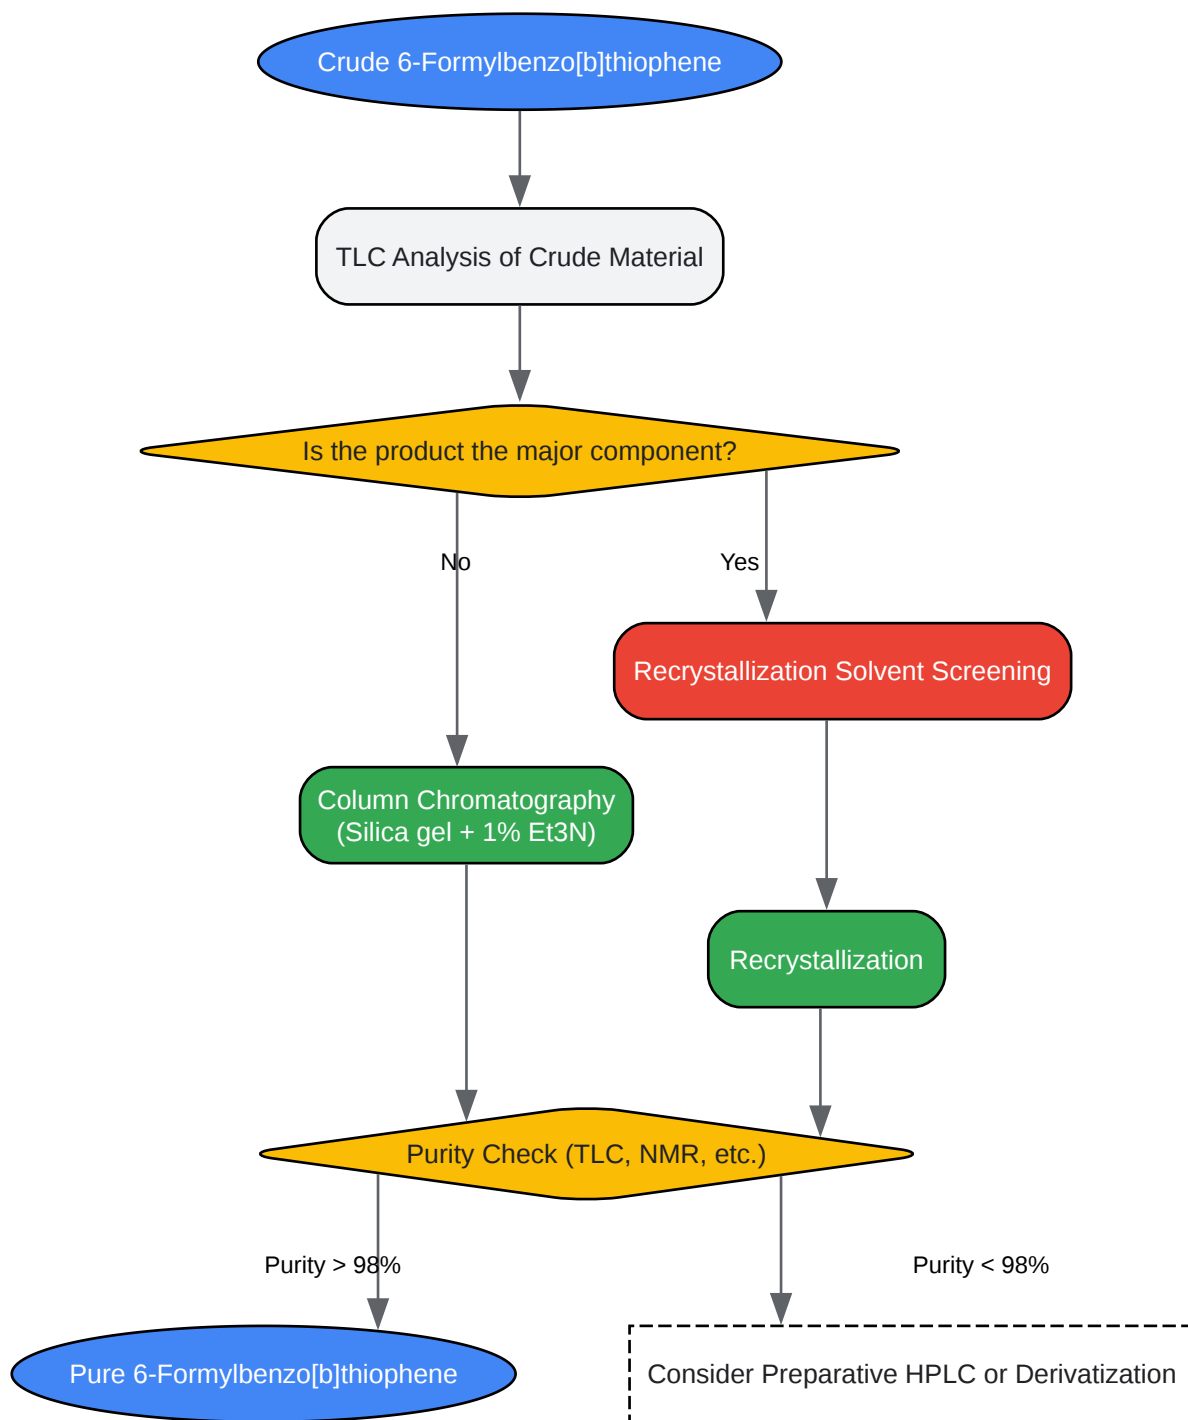 Crude 6-Formylbenzo[b]thiophene
TLC Analysis of Crude Material
Is the product the major component?
No
Yes
Recrystallization Solvent Screening
Column Chromatography
(Silica gel + 1% Et3N)
Recrystallization
Purity Check (TLC, NMR, etc.)
Purity > 98%
Purity < 98%
Pure 6-Formylbenzo[b]thiophene
Consider Preparative HPLC or Derivatization